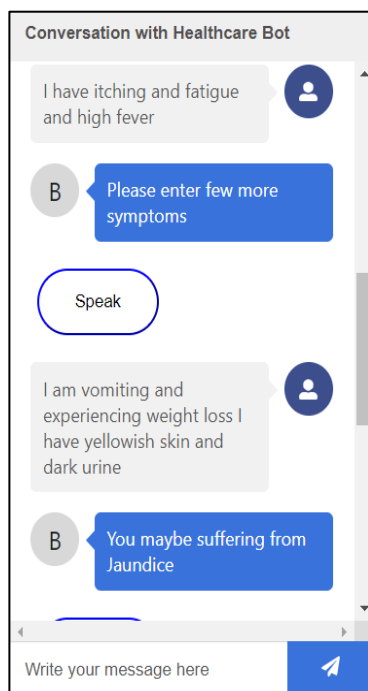 Conversation with Healthcare Bot
I have itching and fatigue
and high fever
B
Please enter few more
symptoms
Speak
I am vomiting and
experiencing weight loss I
have yellowish skin and
dark urine
B
You maybe suffering from
Jaundice
Write your message here